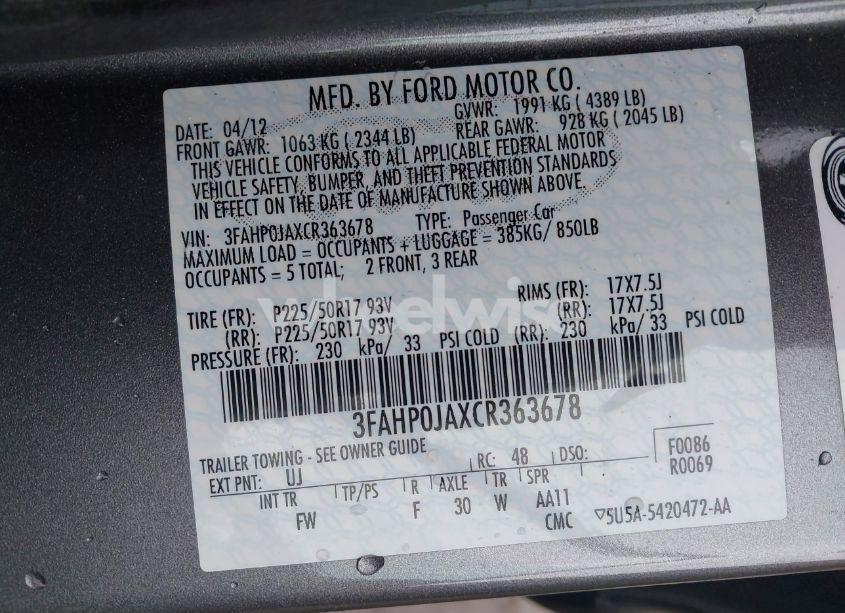 MFD. BY FORD MOTOR CO.
DATE: 04/12 GVWR: 1991 KG ( 4389 LB)
FRONT GAWR: 1063 KG ( 2344 LB) REAR GAWR: 928 KG ( 2045 LB)
THIS VEHICLE CONFORMS TO ALL APPLICABLE FEDERAL MOTOR
VEHICLE SAFETY, BUMPER, AND THEFT PREVENTION STANDARDS
IN EFFECT ON THE DATE OF MANUFACTURE SHOWN ABOVE.
VIN: 3FAHP0JAXCR363678 TYPE: Passenger Car
MAXIMUM LOAD = OCCUPANTS + LUGGAGE = 385KG/ 850LB
OCCUPANTS = 5 TOTAL; 2 FRONT, 3 REAR
TIRE (FR): P225/50R17 93V RIMS (FR): 17X7.5J
(RR): P225/50R17 93V (RR): 17X7.5J
PRESSURE (FR): 230 kPa/ 33 PSI COLD (RR): 230 kPa/ 33 PSI COLD
wheelwise
3FAHP0JAXCR363678
TRAILER TOWING - SEE OWNER GUIDE
EXT PNT: UJ RC: 48 DSO: F0086
R0069
INT TR TP/PS R AXLE TR SPR
FW F 30 W AA11
CMC ▽5U5A-5420472-AA